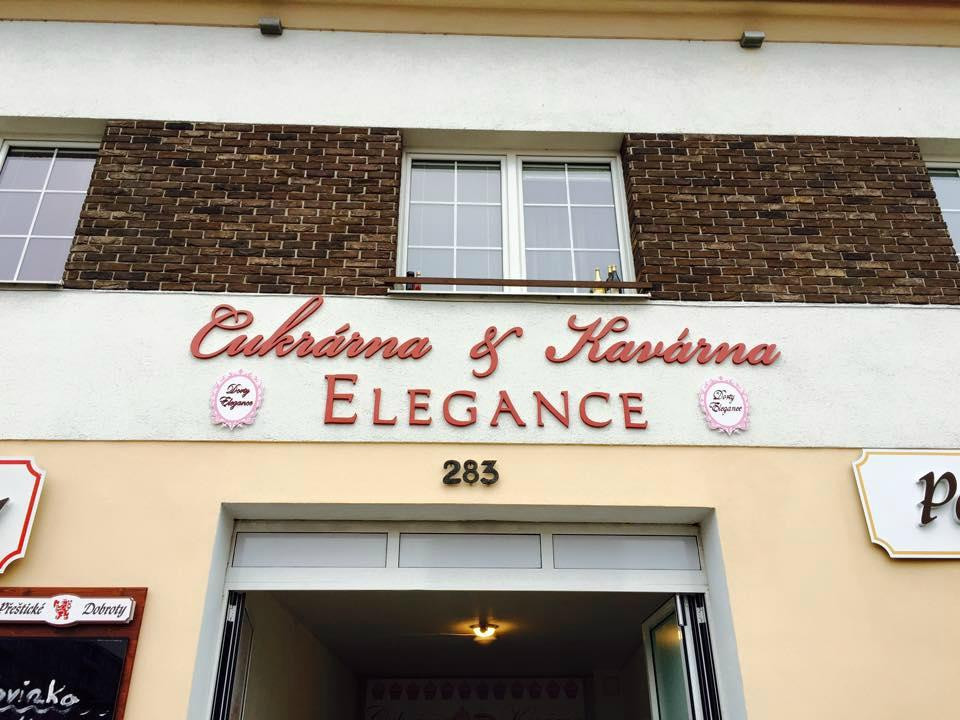 Cukrárna & Kavárna
ELEGANCE
Dorty
Elegance
Dorty
Elegance
283
Přeštické Dobroty